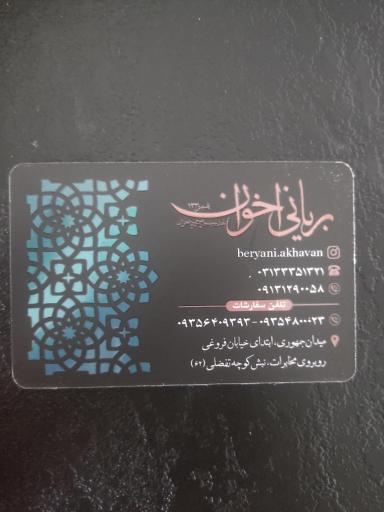 بریانی اخوان
beryani.akhavan
۰۳۱۳۳۳۵۱۳۲۱
۰۹۱۳۱۲۹۰۰۵۸
تلفن سفارشات
۰۹۳۵۶۴۰۹۳۹۳ - ۰۹۳۵۴۸۰۰۰۲۳
میدان جمهوری، ابتدای خیابان فروغی
روبروی مخابرات، نبش کوچه تفضلی (۶۲)